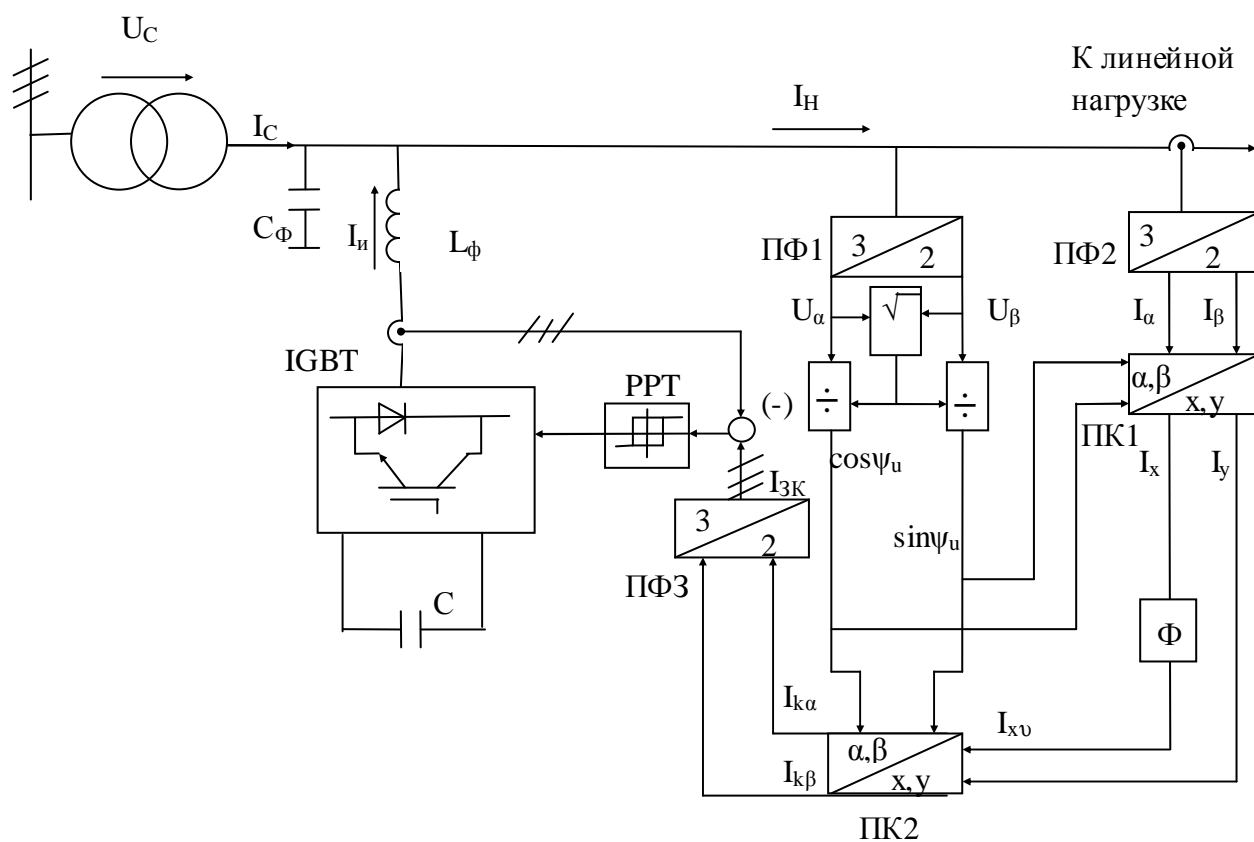 U_C
К линейной
нагрузке
I_Н
I_C
C_Ф
I_и
L_ф
ПФ1
3
2
ПФ2
3
2
U_α
√
U_β
I_α
I_β
IGBT
РРТ
(-)
÷
÷
α,β
x,y
ПК1
cosψ_u
I_x
I_y
I_ЗК
3
2
sinψ_u
ПФЗ
C
Ф
I_kα
I_xυ
α,β
I_kβ
x,y
ПК2